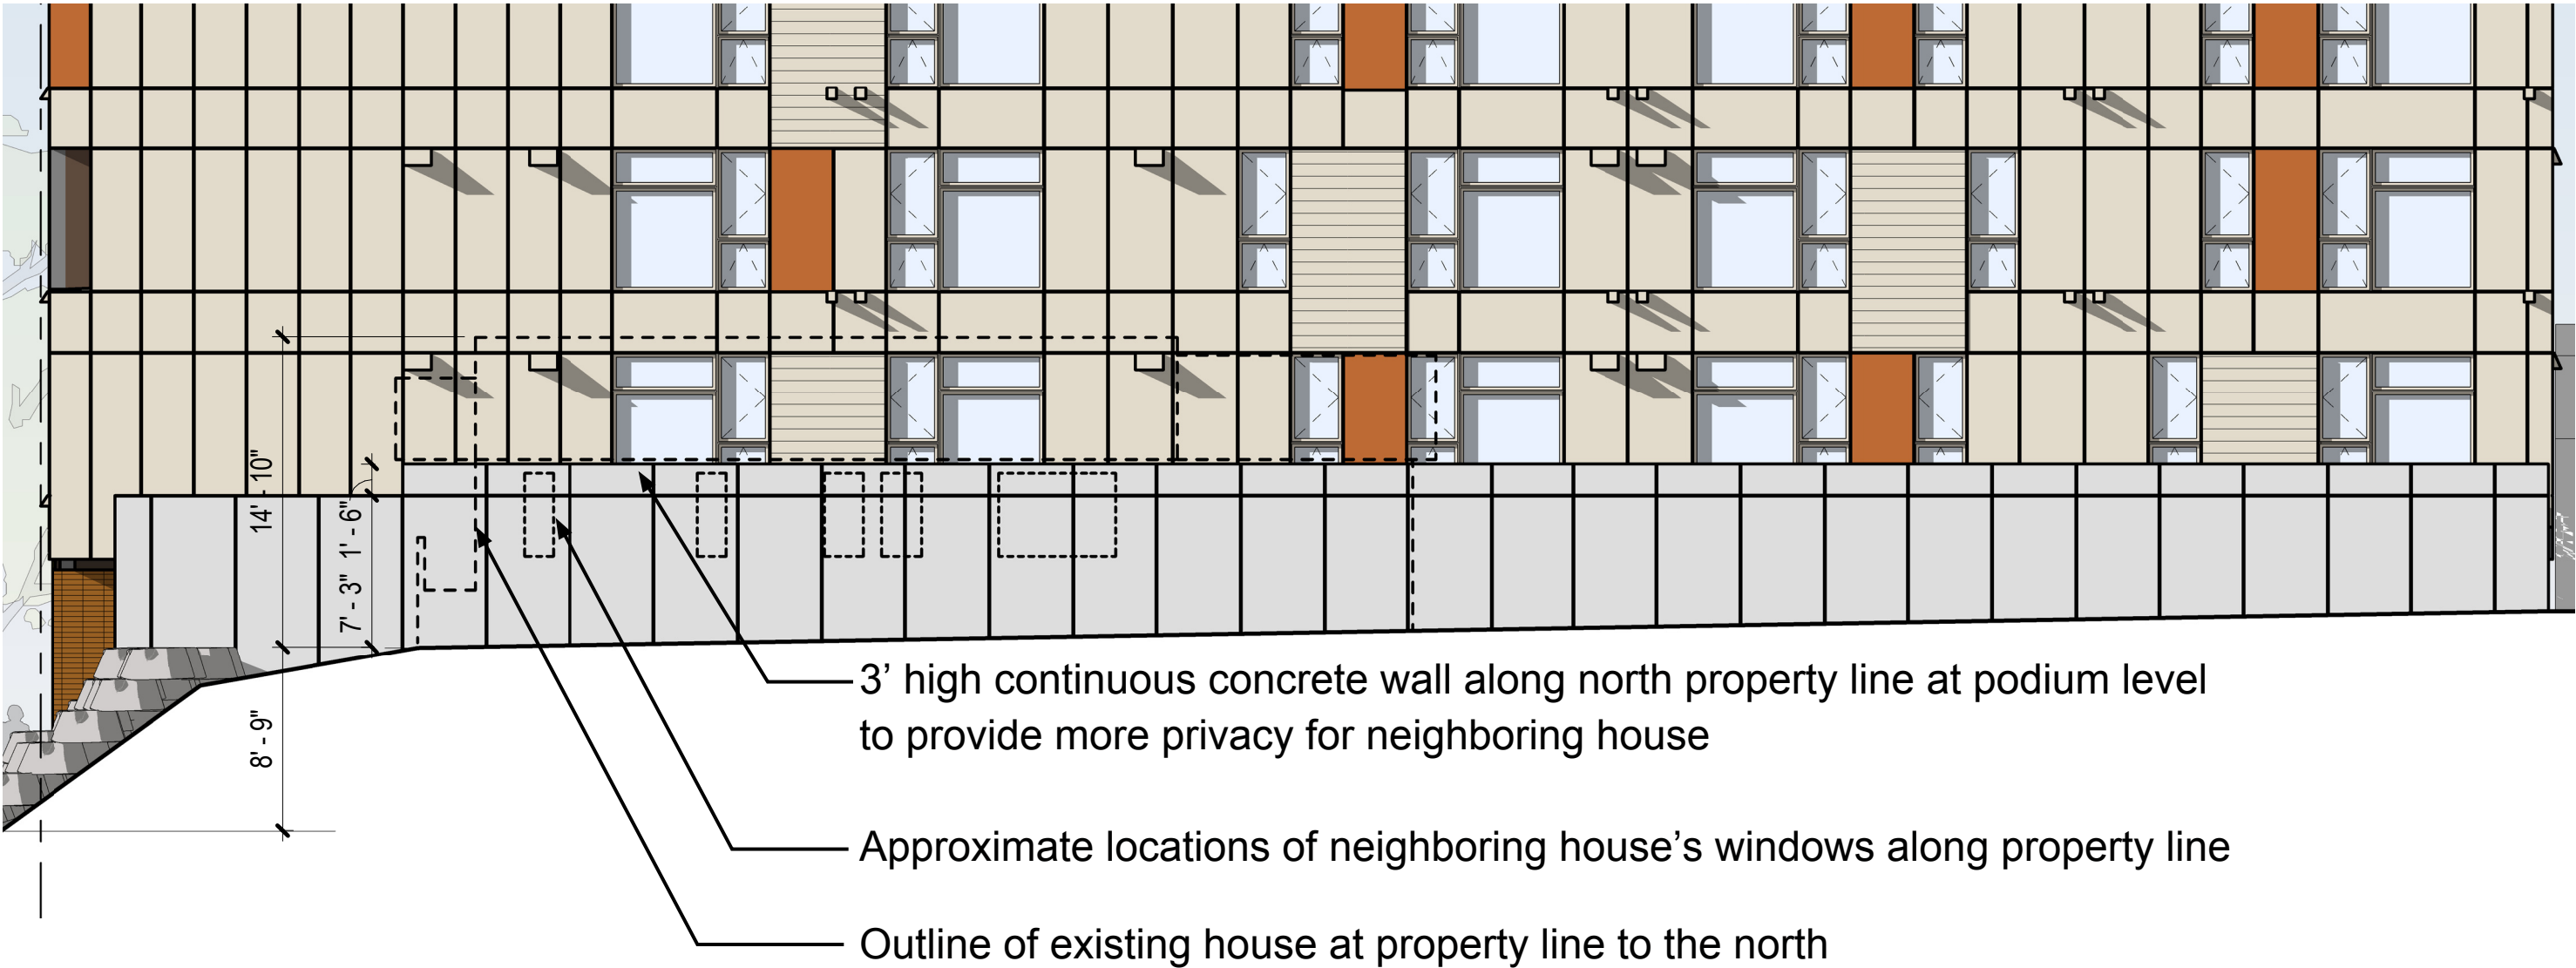 14' - 10"
1' - 6"
7' - 3"
8' - 9"
3’ high continuous concrete wall along north property line at podium level
to provide more privacy for neighboring house
Approximate locations of neighboring house’s windows along property line
Outline of existing house at property line to the north